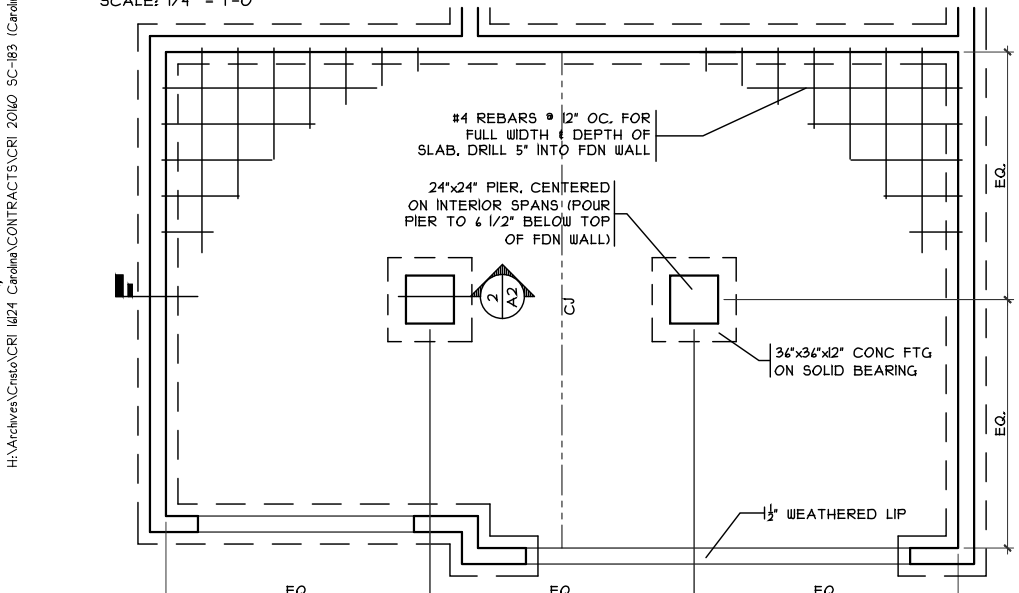 SCALE: 1/4" = 1'-0"
H:\Archives\Cristo\CRI 16124 Carolina\CONTRACTS\CRI 20160 SC-183 (Carolin
#4 REBARS @ 12" OC. FOR
FULL WIDTH & DEPTH OF
SLAB, DRILL 5" INTO FDN WALL
24"x24" PIER, CENTERED
ON INTERIOR SPANS (POUR
PIER TO 6 1/2" BELOW TOP
OF FDN WALL)
EQ.
2
A2
CJ
36"x36"x12" CONC FTG
ON SOLID BEARING
EQ.
1 1/2" WEATHERED LIP
EQ.
EQ.
EQ.